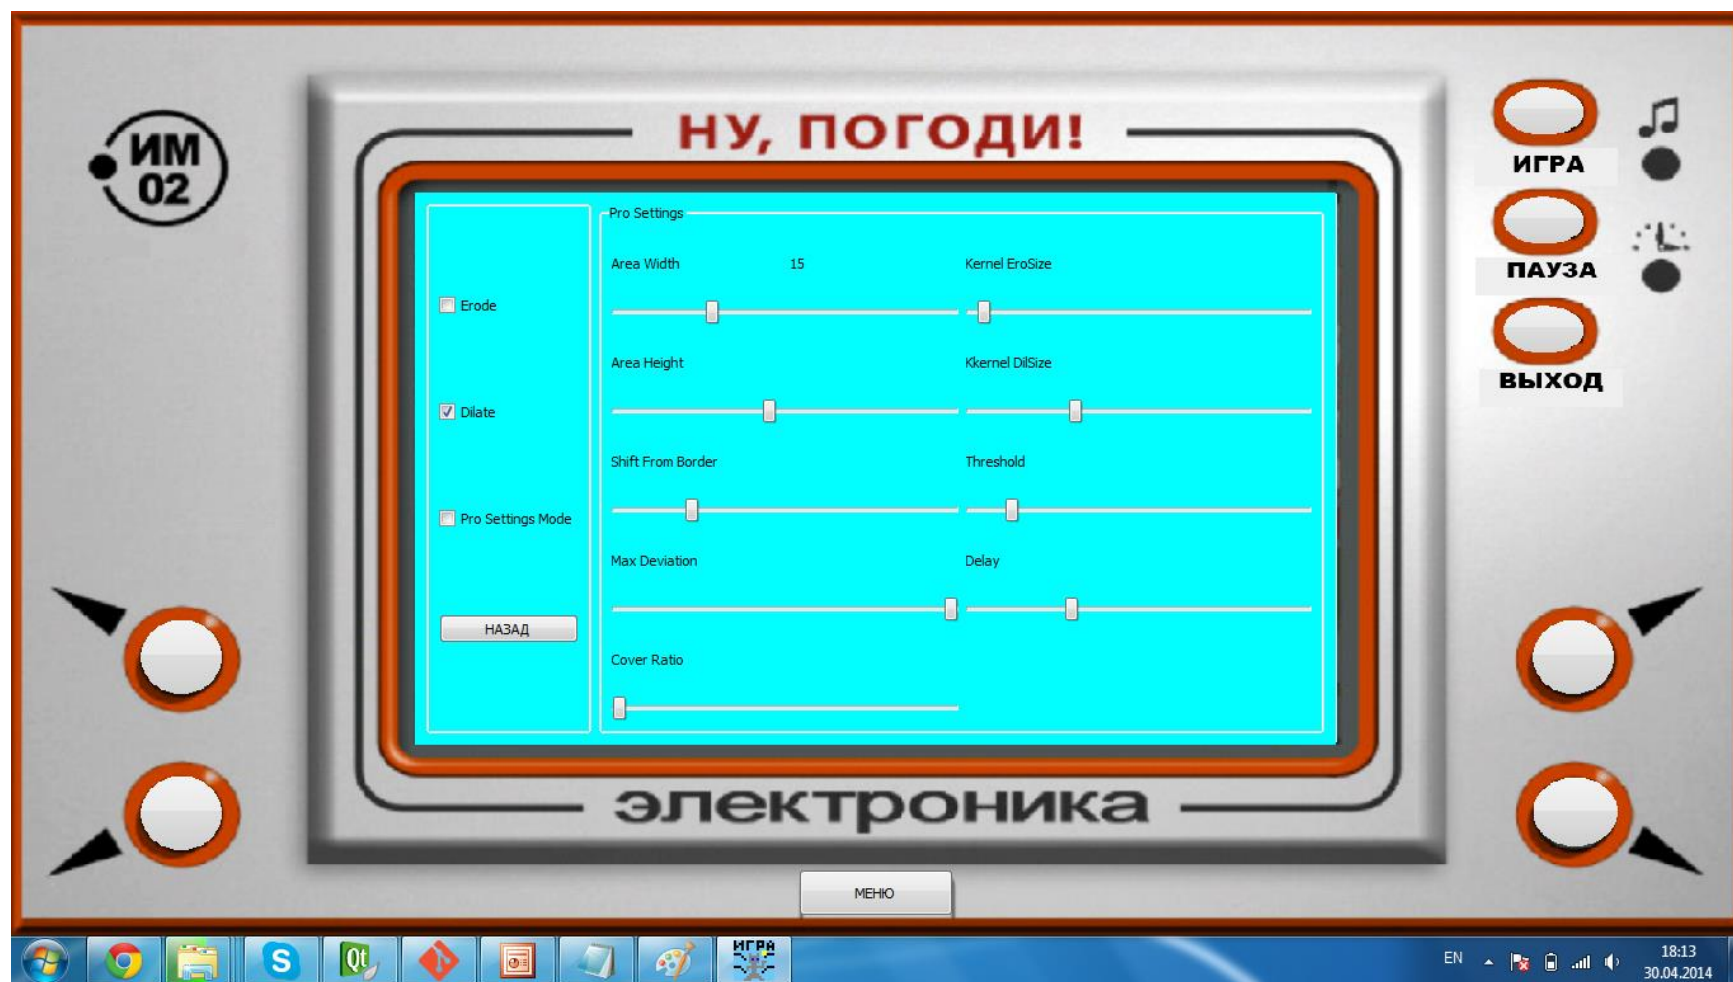 НУ, ПОГОДИ!
ИМ
02
ИГРА
ПАУЗА
ВЫХОД
Pro Settings
Area Width 15 Kernel EroSize
Erode
Area Height Kkernel DilSize
Dilate
Shift From Border Threshold
Pro Settings Mode
Max Deviation Delay
НАЗАД
Cover Ratio
электроника
МЕНЮ
Qt
ИГРА
EN
18:13
30.04.2014